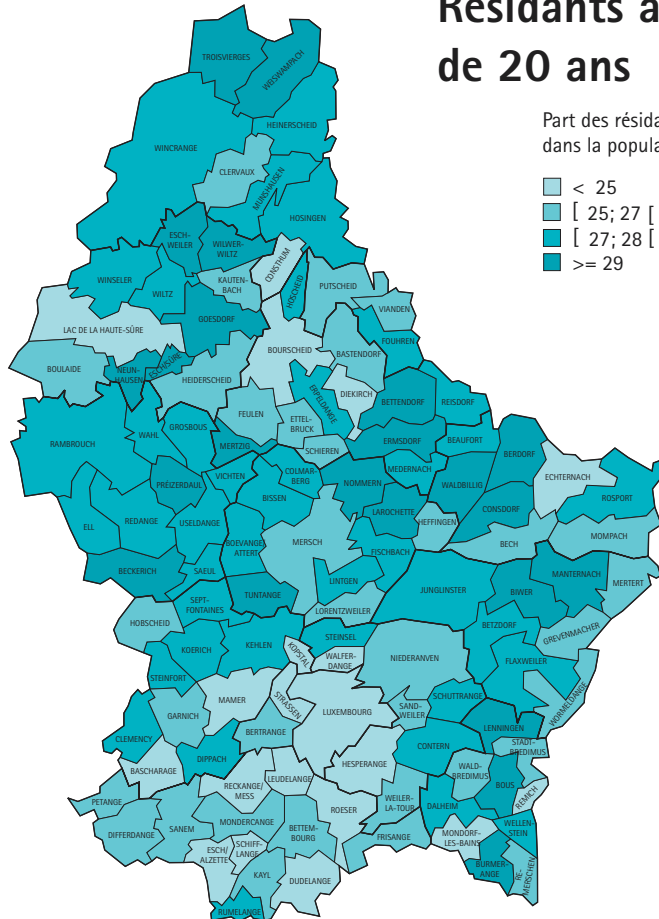 Résidants â
de 20 ans
Part des résida
dans la popula
< 25
[ 25; 27 [
[ 27; 28 [
>= 29
TROISVIERGES
WEISWAMPACH
WINCRANGE
HEINERSCHEID
CLERVAUX
MUNSHAUSEN
HOSINGEN
ESCH-
WEILER
WILWER-
WILTZ
CONSTHUM
WINSELER
WILTZ
KAUTEN-
BACH
HOSCHEID
PUTSCHEID
VIANDEN
GOESDORF
LAC DE LA HAUTE-SÛRE
BOURSCHEID
FOUHREN
BASTENDORF
BOULAIDE
NEUN-
HAUSEN
ESCH/SÛRE
HEIDERSCHEID
ERPELDANGE
DIEKIRCH
BETTENDORF
REISDORF
FEULEN
ETTEL-
BRUCK
GROSBOUS
WAHL
RAMBROUCH
MERTZIG
SCHIEREN
ERMSDORF
BEAUFORT
BERDORF
ECHTERNACH
COLMAR-
BERG
MEDERNACH
VICHTEN
PRÉIZERDAUL
BISSEN
NOMMERN
WALDBILLIG
ROSPORT
LAROCHETTE
CONSDORF
ELL
REDANGE
USELDANGE
HEFFINGEN
MOMPACH
MERSCH
BECH
BOEVANGE
ATTERT
FISCHBACH
BECKERICH
SAEUL
LINTGEN
MANTERNACH
MERTERT
JUNGLINSTER
BIWER
TUNTANGE
SEPT-
FONTAINES
LORENTZWEILER
HOBSCHEID
BETZDORF
GREVENMACHER
STEINSEL
KEHLEN
KOERICH
KOPSTAL
WALFER-
DANGE
NIEDERANVEN
FLAXWEILER
STEINFORT
MAMER
STRASSEN
SCHUTTRANGE
WORMELDANGE
SAND-
WEILER
LUXEMBOURG
GARNICH
BERTRANGE
LENNINGEN
CLEMENCY
CONTERN
STADT-
BREDIMUS
DIPPACH
HESPERANGE
WALD-
BREDIMUS
BASCHARAGE
LEUDELANGE
RECKANGE/
MESS
BOUS
REMICH
WEILER-
LA-TOUR
PETANGE
ROESER
DALHEIM
MONDERCANGE
SANEM
WELLEN-
STEIN
DIFFERDANGE
BETTEM-
BOURG
FRISANGE
MONDORF-
LES-BAINS
ESCH/
ALZETTE
SCHIFF-
LANGE
BURMER-
ANGE
RE-
MERSCHEN
KAYL
DUDELANGE
RUMELANGE